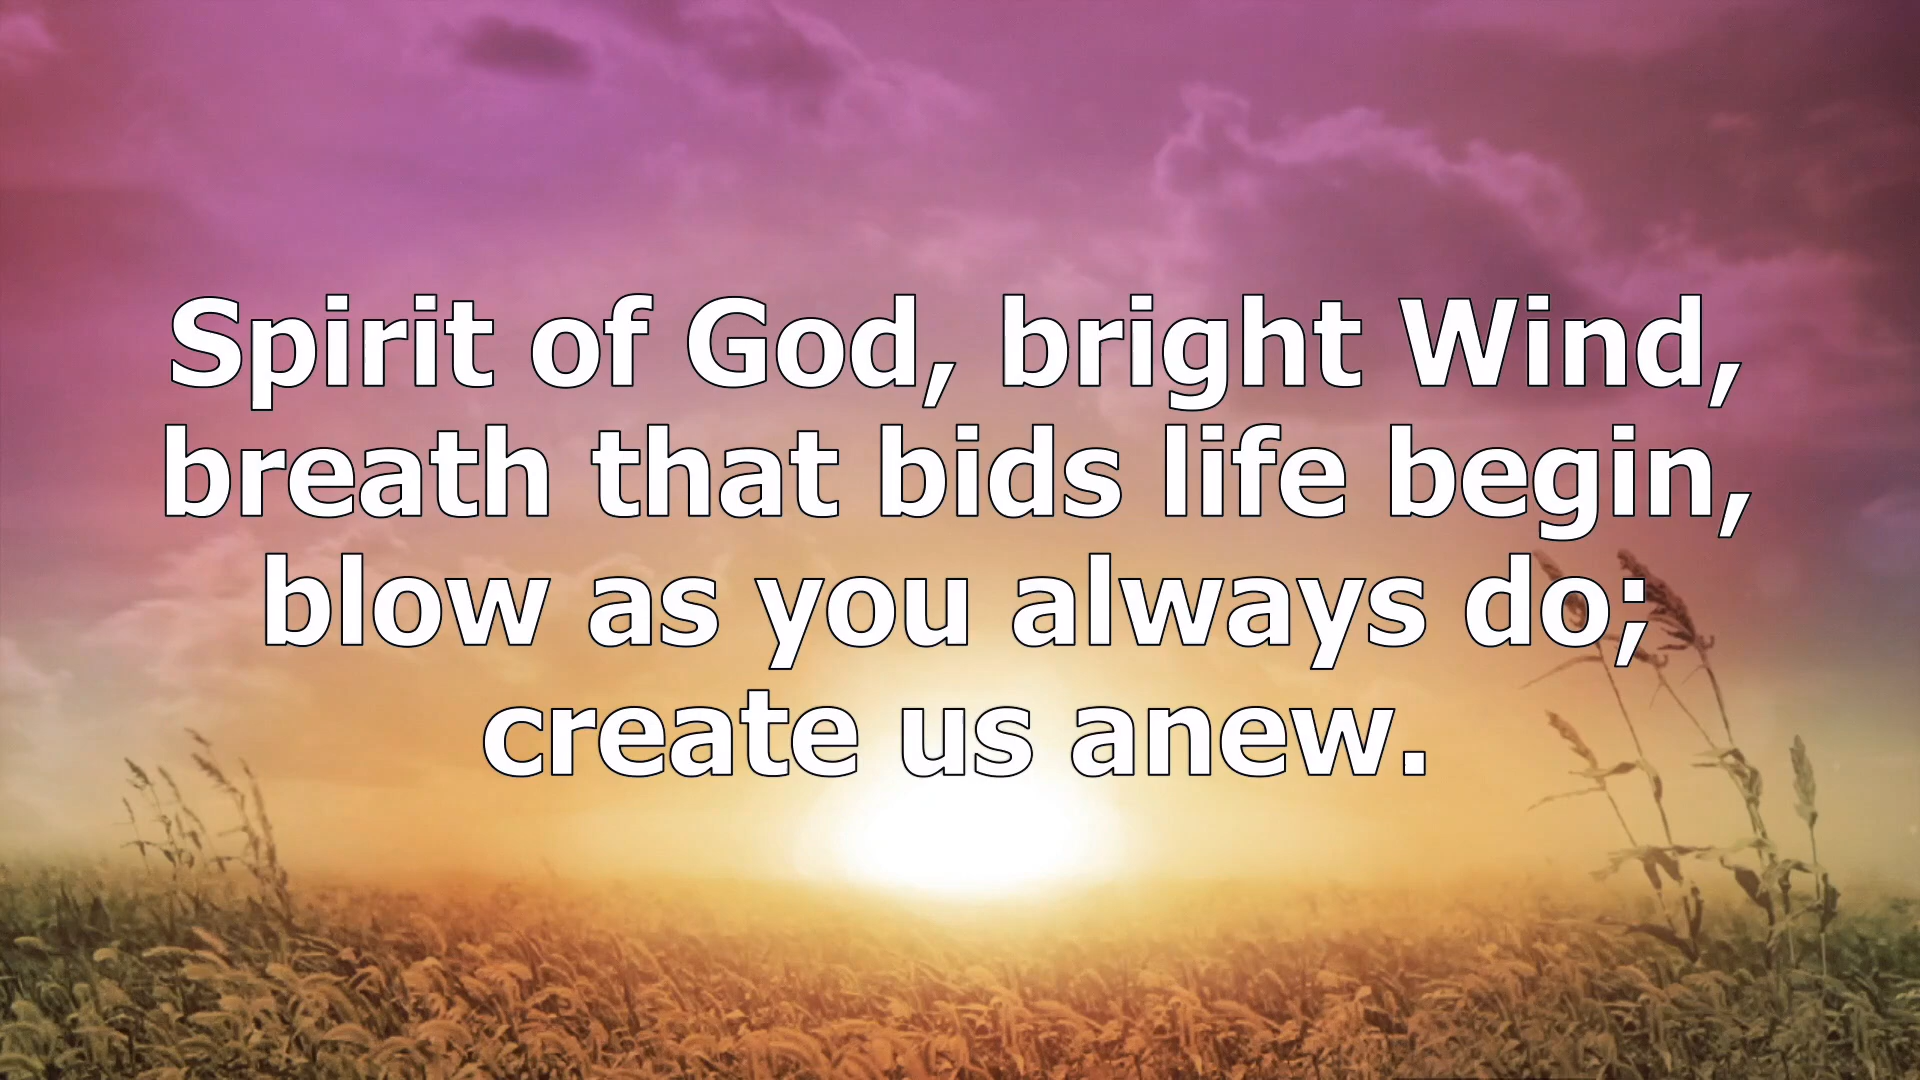 Spirit of God, bright Wind,
breath that bids life begin,
blow as you always do;
create us anew.